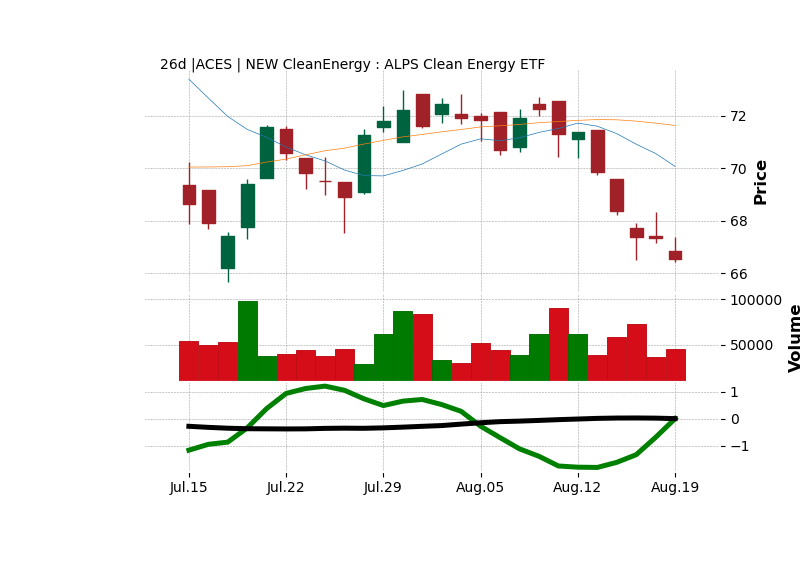 26d |ACES | NEW CleanEnergy : ALPS Clean Energy ETF
72
70
68
66
Price
100000
50000
Volume
1
0
−1
Jul.15 Jul.22 Jul.29 Aug.05 Aug.12 Aug.19